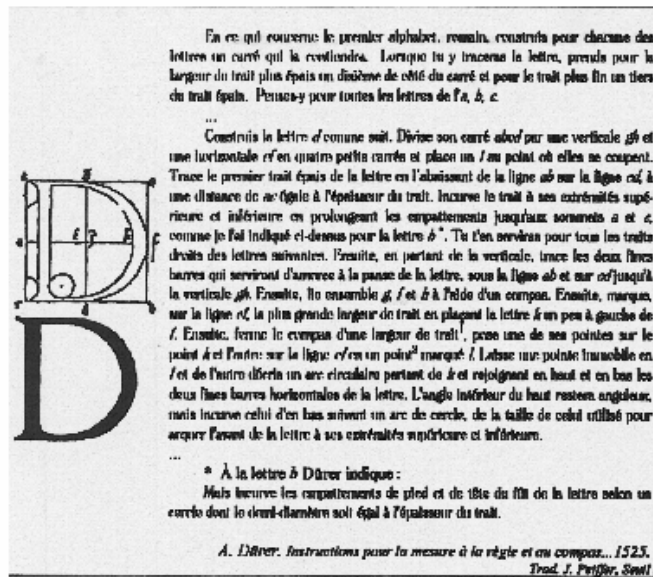 En ce qui concerne le premier alphabet, romain, construis pour chacune des
lettres un carré qui la contiendra. Lorsque tu y traceras la lettre, prends pour la
largeur du trait plus épais un dixième de côté du carré et pour le trait plus fin un tiers
du trait épais. Penses-y pour toutes les lettres de l'a, b, c.
...
Construis la lettre d comme suit. Divise son carré abcd par une verticale gh et
une horizontale ef en quatre petits carrés et place un i au point où elles se coupent.
Trace le premier trait épais de la lettre en l'abaissant de la ligne ab sur la ligne cd, à
une distance de ac égale à l'épaisseur du trait. Incurve le trait à ses extrémités supé-
rieure et inférieure en prolongeant les empattements jusqu'aux sommets a et c,
comme je l'ai indiqué ci-dessus pour la lettre b*. Tu t'en serviras pour tous les traits
droits des lettres suivantes. Ensuite, en partant de la verticale, trace les deux fines
barres qui serviront d'amorce à la panse de la lettre, sous la ligne ab et sur cd jusqu'à
la verticale gh. Ensuite, lie ensemble g, f et h à l'aide d'un compas. Ensuite, marque,
sur la ligne ef, la plus grande largeur de trait en plaçant la lettre k un peu à gauche de
f. Ensuite, ferme le compas d'une largeur de trait, pose une de ses pointes sur le
point k et l'autre sur la ligne ef en un point marqué l. Laisse une pointe immobile en
l et de l'autre décris un arc circulaire partant de k et rejoignant en haut et en bas les
deux fines barres horizontales de la lettre. L'angle intérieur du haut restera anguleux,
mais incurve celui d'en bas suivant un arc de cercle, de la taille de celui utilisé pour
arquer l'avant de la lettre à ses extrémités supérieure et inférieure.
...
* À la lettre b Dürer indique :
Mais incurve les empattements de pied et de tête du fût de la lettre selon un
cercle dont le demi-diamètre soit égal à l'épaisseur du trait.
A. Dürer. Instructions pour la mesure à la règle et au compas... 1525.
Trad. J. Peiffer, Seuil
D